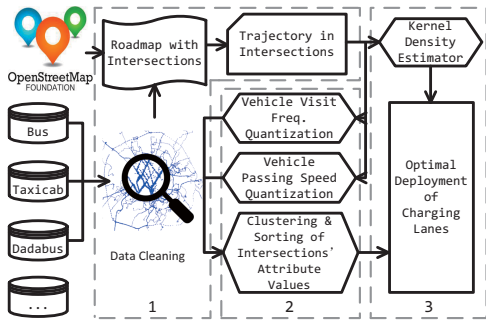 OpenStreetMap
FOUNDATION
Bus
Taxicab
Dadabus
...
Roadmap with
Intersections
Data Cleaning
1
Trajectory in
Intersections
Vehicle Visit
Freq.
Quantization
Vehicle
Passing Speed
Quantization
Clustering &
Sorting of
Intersections'
Attribute
Values
2
Kernel
Density
Estimator
Optimal
Deployment
of
Charging
Lanes
3